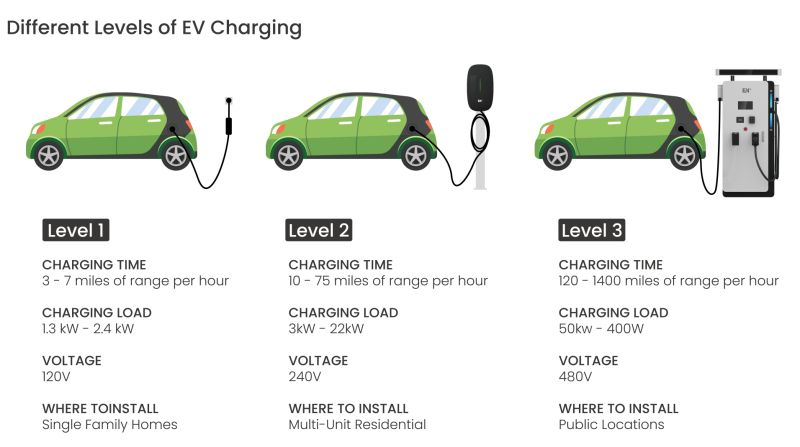 Different Levels of EV Charging
Level 1
CHARGING TIME
3 - 7 miles of range per hour
CHARGING LOAD
1.3 kW - 2.4 kW
VOLTAGE
120V
WHERE TOINSTALL
Single Family Homes
Level 2
CHARGING TIME
10 - 75 miles of range per hour
CHARGING LOAD
3kW - 22kW
VOLTAGE
240V
WHERE TO INSTALL
Multi-Unit Residential
Level 3
CHARGING TIME
120 - 1400 miles of range per hour
CHARGING LOAD
50kw - 400W
VOLTAGE
480V
WHERE TO INSTALL
Public Locations